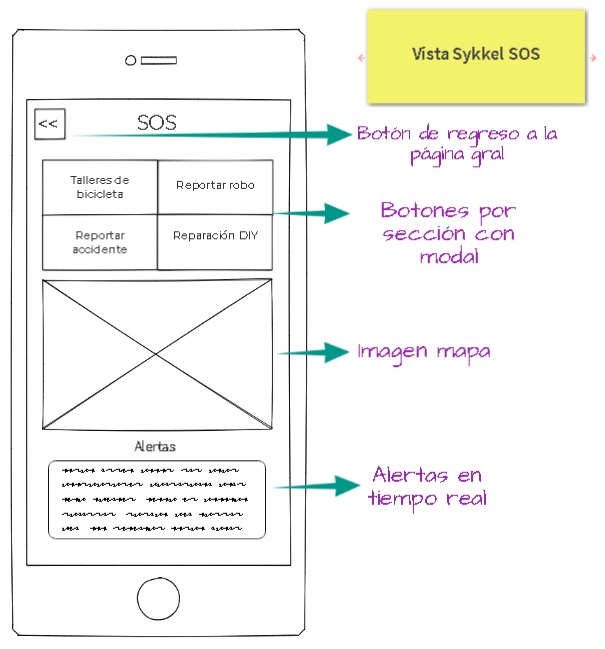 Vista Sykkel SOS
<<
SOS
Botón de regreso a la
página gral
Talleres de
bicicleta
Reportar robo
Reportar
accidente
Reparación DIY
Botones por
sección con
modal
Imagen mapa
Alertas
Alertas en
tiempo real